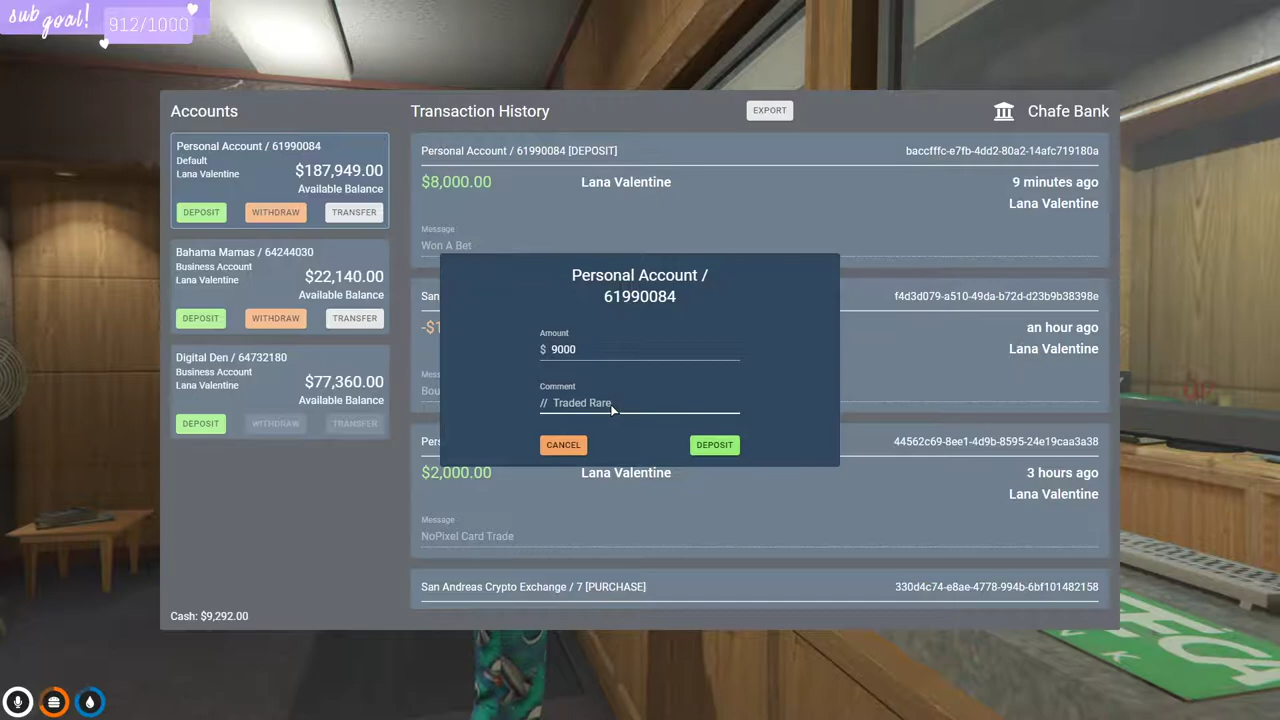 sub goal!
912/1000
Accounts
Personal Account / 61990084
Default
Lana Valentine
$187,949.00
Available Balance
DEPOSIT
WITHDRAW
TRANSFER
Bahama Mamas / 64244030
Business Account
Lana Valentine
$22,140.00
Available Balance
DEPOSIT
WITHDRAW
TRANSFER
Digital Den / 64732180
Business Account
Lana Valentine
$77,360.00
Available Balance
DEPOSIT
WITHDRAW
TRANSFER
Cash: $9,292.00
Transaction History
EXPORT
Chafe Bank
Personal Account / 61990084 [DEPOSIT]
baccfffc-e7fb-4dd2-80a2-14afc719180a
$8,000.00
Lana Valentine
9 minutes ago
Lana Valentine
Message
Won A Bet
San
f4d3d079-a510-49da-b72d-d23b9b38398e
-$1
an hour ago
Lana Valentine
Mes
Bou
Personal Account /
61990084
Amount
$ 9000
Comment
// Traded Rare
CANCEL
DEPOSIT
Pers
44562c69-8ee1-4d9b-8595-24e19caa3a38
$2,000.00
Lana Valentine
3 hours ago
Lana Valentine
Message
NoPixel Card Trade
San Andreas Crypto Exchange / 7 [PURCHASE]
330d4c74-e8ae-4778-994b-6bf101482158